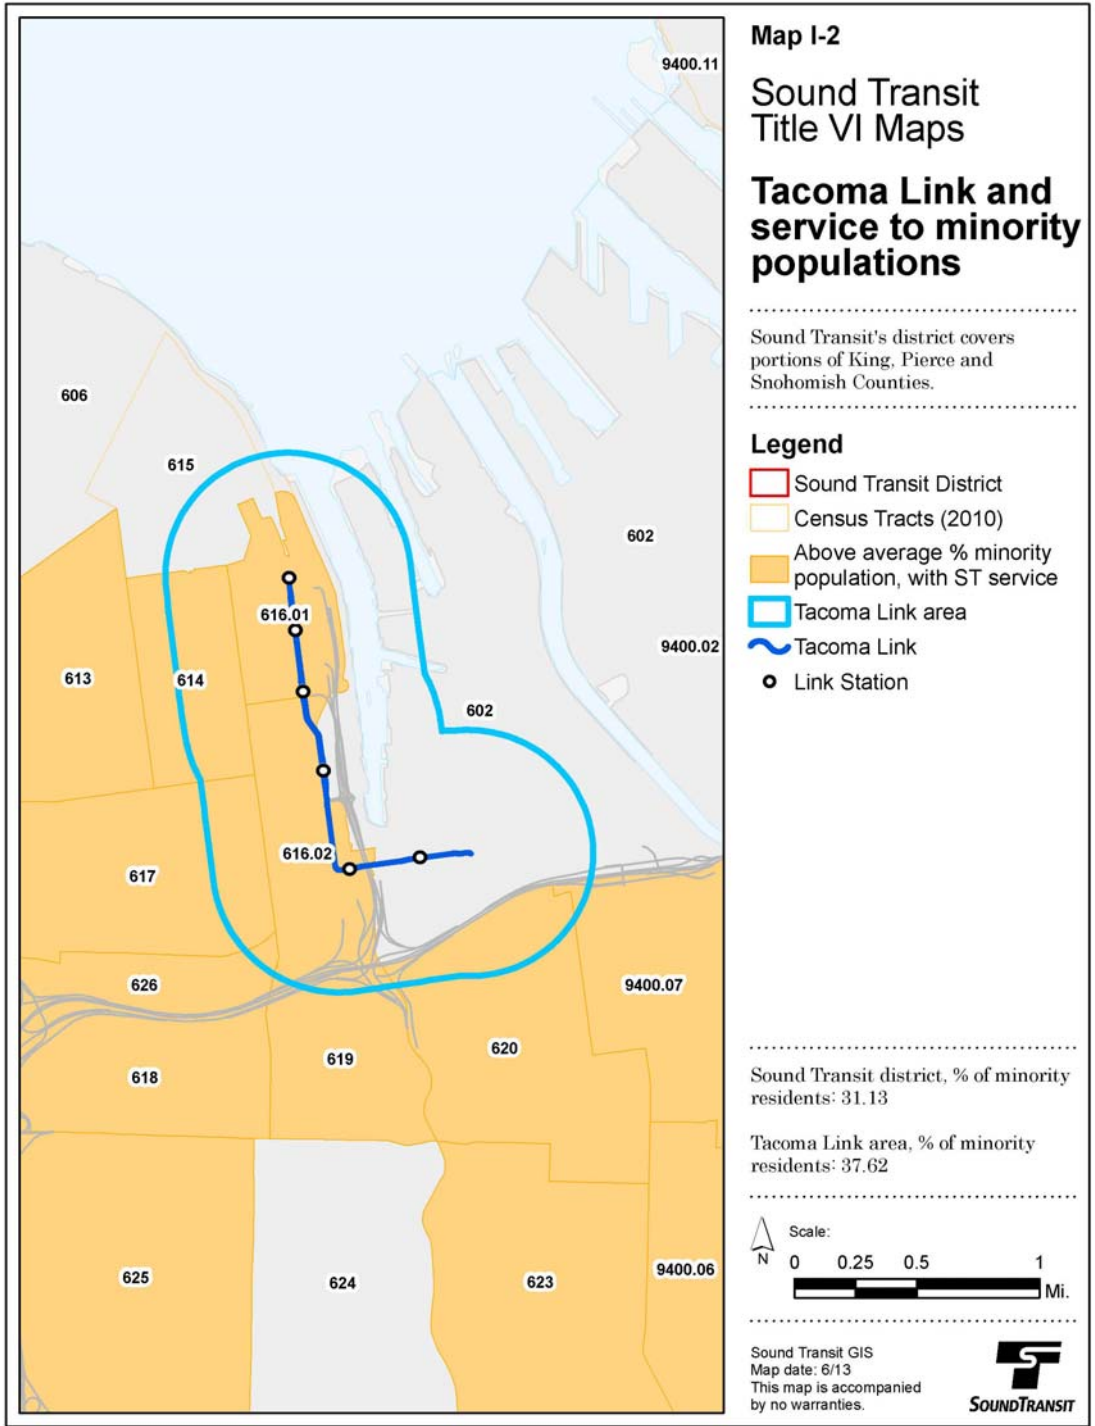 Map I-2
Sound Transit
Title VI Maps
Tacoma Link and
service to minority
populations
Sound Transit's district covers
portions of King, Pierce and
Snohomish Counties.
Legend
Sound Transit District
Census Tracts (2010)
Above average % minority
population, with ST service
Tacoma Link area
Tacoma Link
Link Station
Sound Transit district, % of minority
residents: 31.13
Tacoma Link area, % of minority
residents: 37.62
N
Scale:
0 0.25 0.5 1
Mi.
Sound Transit GIS
Map date: 6/13
This map is accompanied
by no warranties.
SOUNDTRANSIT
9400.11
606
615
602
616.01
9400.02
613
614
602
616.02
617
626
9400.07
620
619
618
9400.06
625
624
623